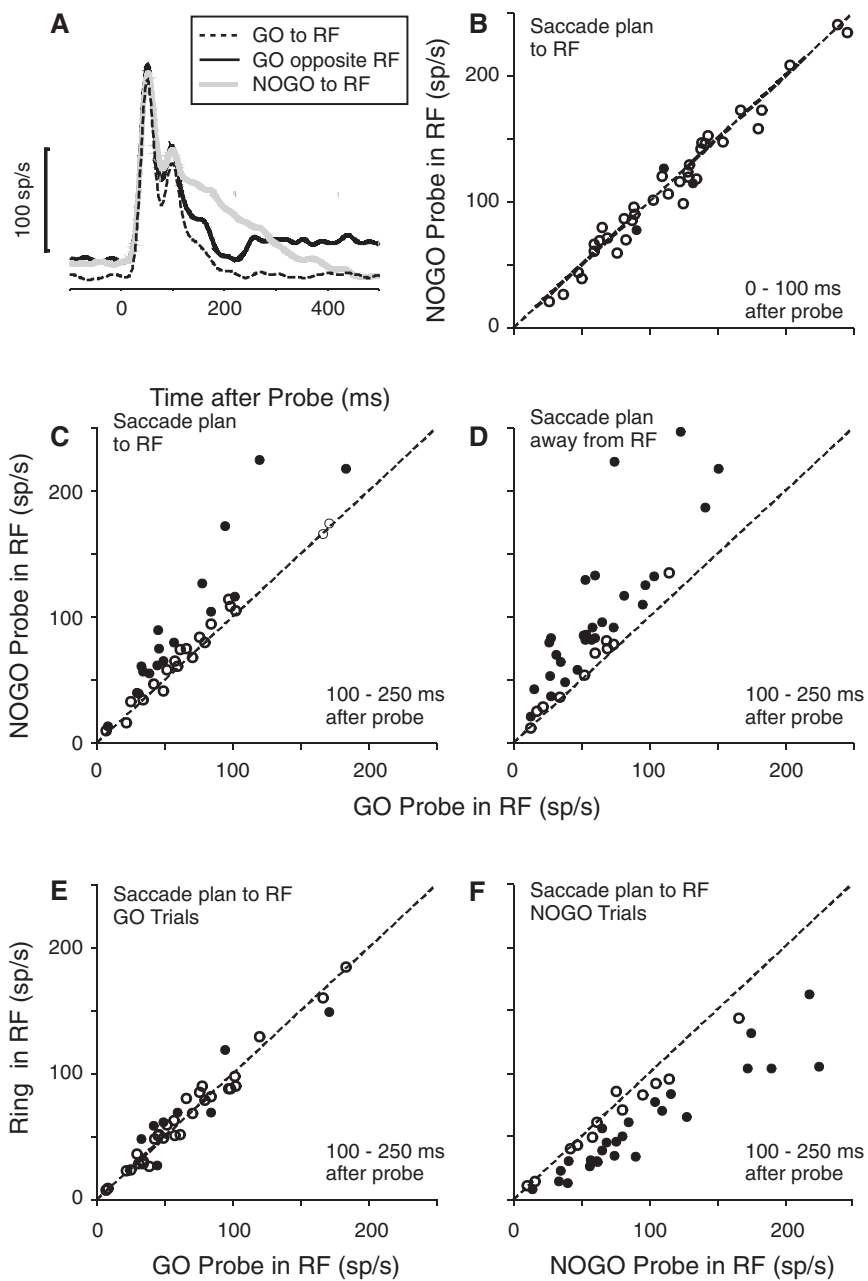 A
GO to RF
GO opposite RF
NOGO to RF
100 sp/s
0
200
400
Time after Probe (ms)
B
Saccade plan
to RF
NOGO Probe in RF (sp/s)
200
100
0
0 - 100 ms
after probe
C
Saccade plan
to RF
NOGO Probe in RF (sp/s)
200
100
0
100 - 250 ms
after probe
0
100
200
D
Saccade plan
away from RF
100 - 250 ms
after probe
0
100
200
GO Probe in RF (sp/s)
E
Saccade plan to RF
GO Trials
Ring in RF (sp/s)
200
100
0
100 - 250 ms
after probe
0
100
200
GO Probe in RF (sp/s)
F
Saccade plan to RF
NOGO Trials
100 - 250 ms
after probe
0
100
200
NOGO Probe in RF (sp/s)